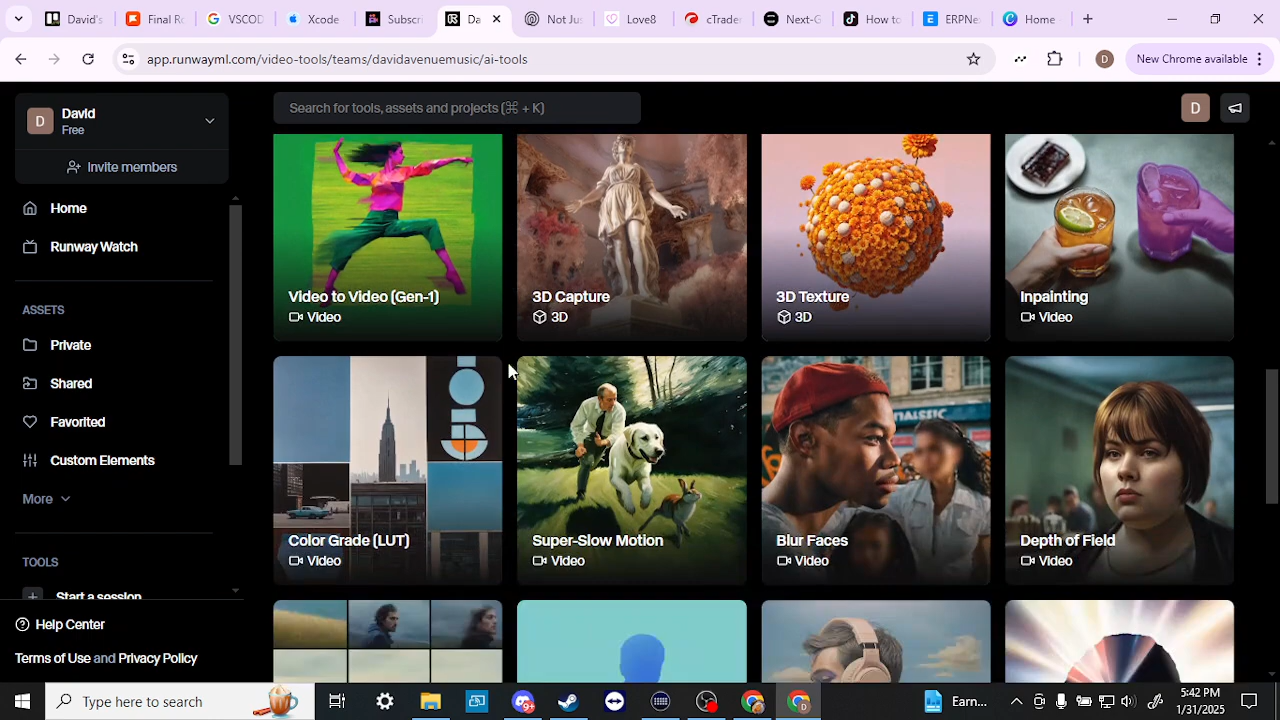 David'
Final Re
VSCOD
Xcode
Subscri
Da
Not Jus
Love8
cTrader
Next-G
How to
ERPNe
Home
app.runwayml.com/video-tools/teams/davidavenuemusic/ai-tools
D
New Chrome available
D
David
Free
Invite members
Search for tools, assets and projects (⌘ + K)
D
Home
Runway Watch
ASSETS
Private
Shared
Favorited
Custom Elements
More
TOOLS
Start a session
Help Center
Terms of Use and Privacy Policy
Video to Video (Gen-1)
Video
3D Capture
3D
3D Texture
3D
Inpainting
Video
Color Grade (LUT)
Video
Super-Slow Motion
Video
Blur Faces
Video
Depth of Field
Video
Type here to search
9+
Earn...
5:42 PM
1/31/2025